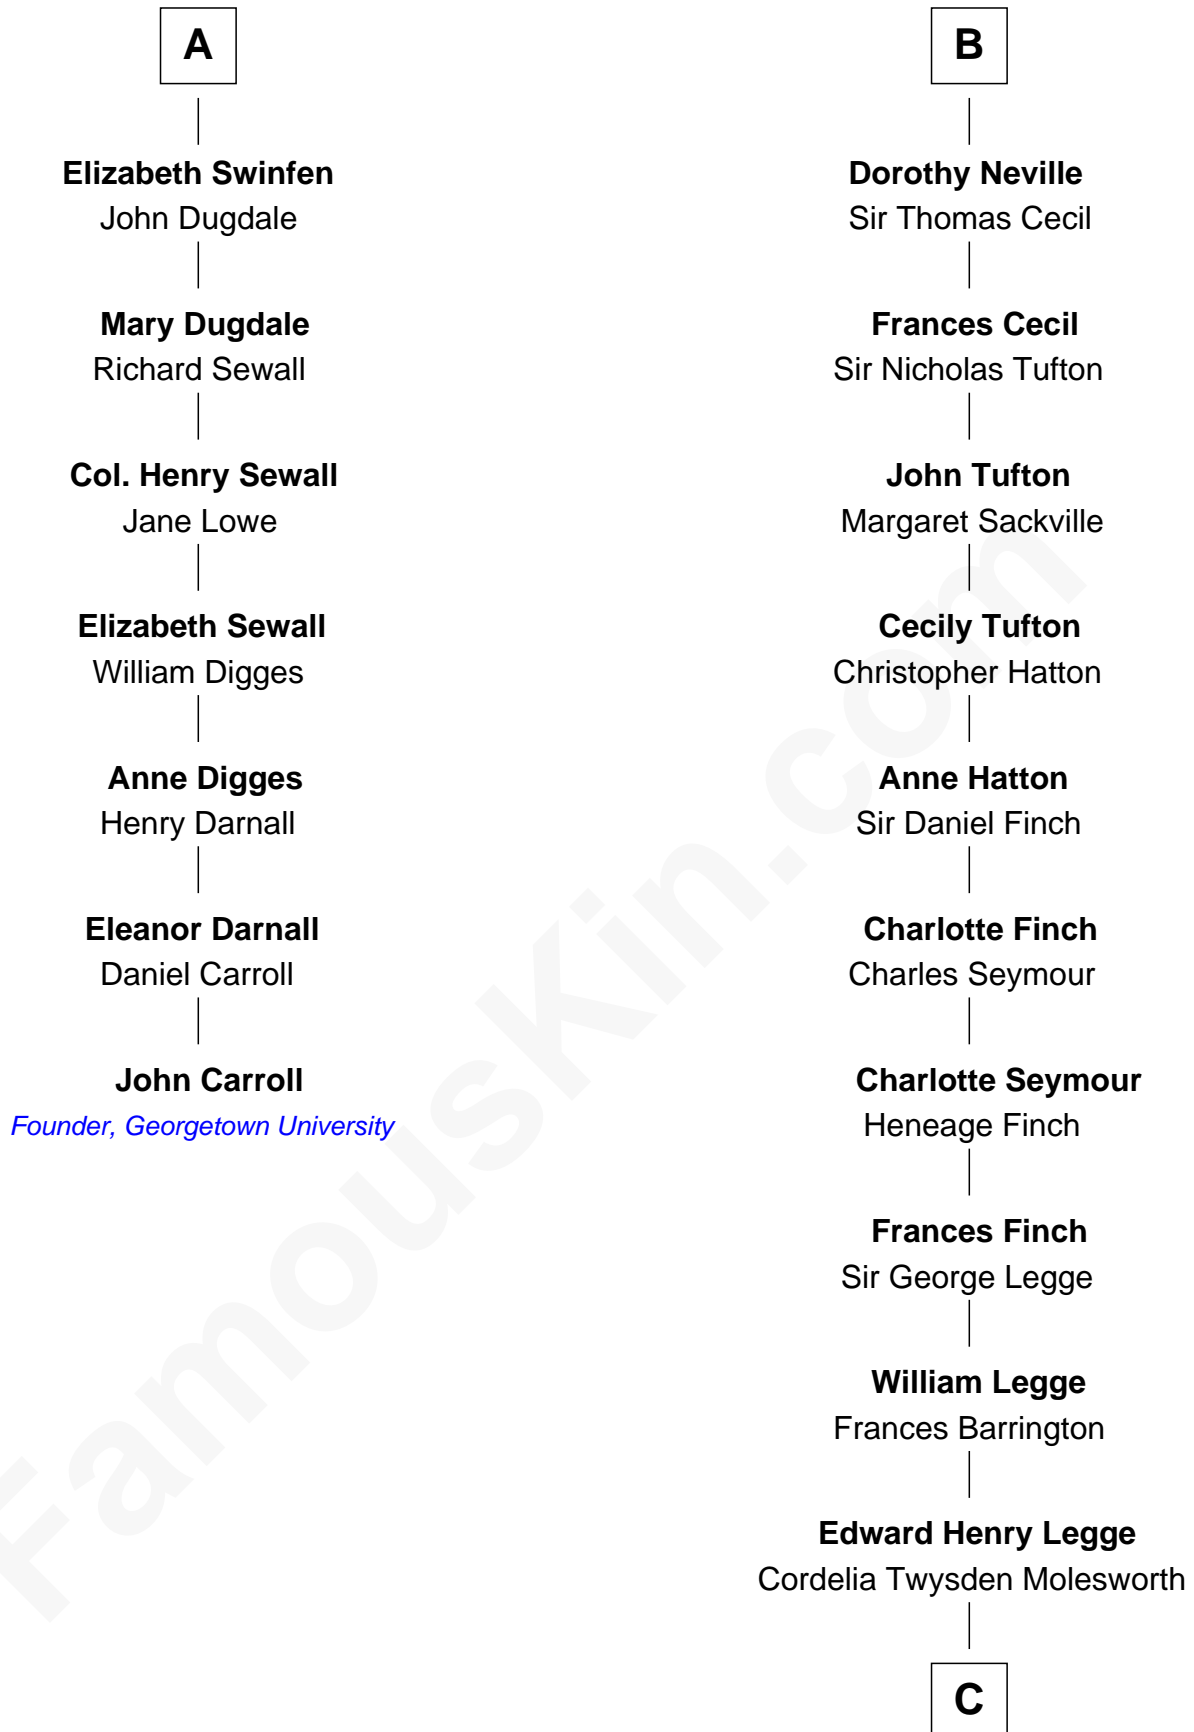 A
Elizabeth Swinfen
John Dugdale
Mary Dugdale
Richard Sewall
Col. Henry Sewall
Jane Lowe
Elizabeth Sewall
William Digges
Anne Digges
Henry Darnall
Eleanor Darnall
Daniel Carroll
John Carroll
Founder, Georgetown University
B
Dorothy Neville
Sir Thomas Cecil
Frances Cecil
Sir Nicholas Tufton
John Tufton
Margaret Sackville
Cecily Tufton
Christopher Hatton
Anne Hatton
Sir Daniel Finch
Charlotte Finch
Charles Seymour
Charlotte Seymour
Heneage Finch
Frances Finch
Sir George Legge
William Legge
Frances Barrington
Edward Henry Legge
Cordelia Twysden Molesworth
C
FamousKin.com